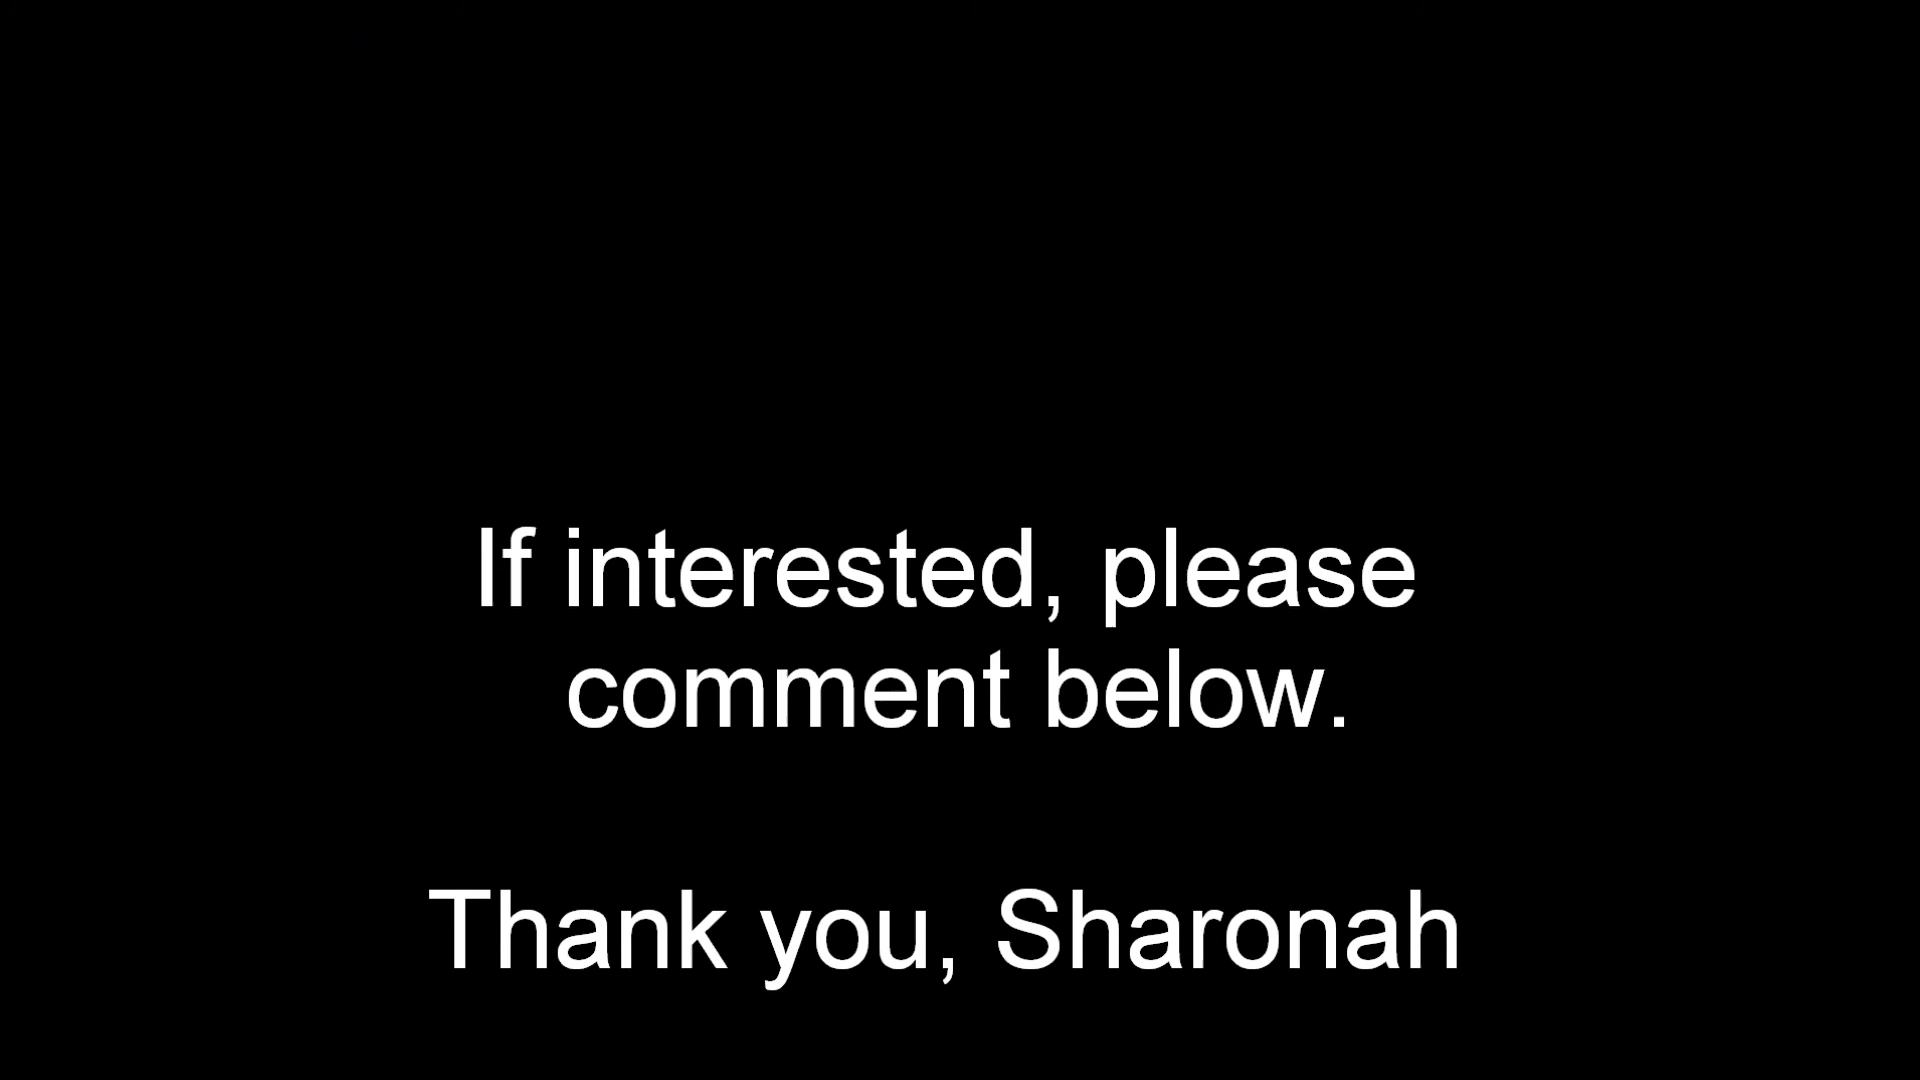 If interested, please
comment below.
Thank you, Sharonah